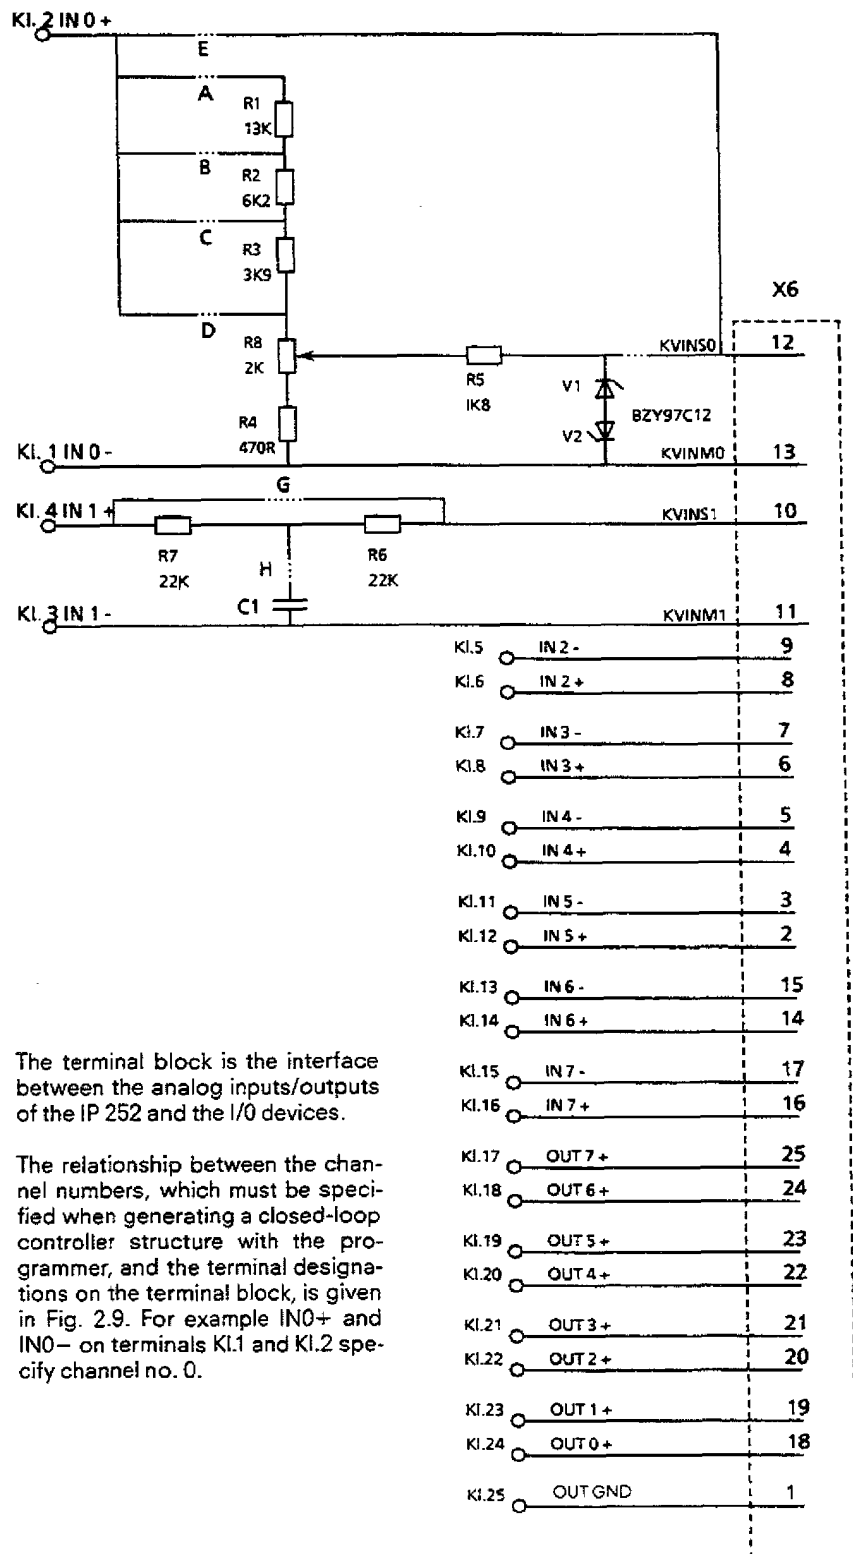 Kl. 2 IN 0 +
E
A
R1
13K
B
R2
6K2
C
R3
3K9
X6
D
R8
2K
KVINS0
12
R5
IK8
V1
BZY97C12
R4
470R
V2
Kl. 1 IN 0 -
KVINM0
13
G
Kl. 4 IN 1 +
KVINS1
10
R7
22K
H
R6
22K
C1
Kl. 3 IN 1 -
KVINM1
11
Kl.5 IN 2 - 9
Kl.6 IN 2 + 8
Kl.7 IN 3 - 7
Kl.8 IN 3 + 6
Kl.9 IN 4 - 5
Kl.10 IN 4 + 4
Kl.11 IN 5 - 3
Kl.12 IN 5 + 2
Kl.13 IN 6 - 15
Kl.14 IN 6 + 14
Kl.15 IN 7 - 17
Kl.16 IN 7 + 16
Kl.17 OUT 7 + 25
Kl.18 OUT 6 + 24
Kl.19 OUT 5 + 23
Kl.20 OUT 4 + 22
Kl.21 OUT 3 + 21
Kl.22 OUT 2 + 20
Kl.23 OUT 1 + 19
Kl.24 OUT 0 + 18
Kl.25 OUT GND 1
The terminal block is the interface
between the analog inputs/outputs
of the IP 252 and the I/0 devices.
The relationship between the chan-
nel numbers, which must be speci-
fied when generating a closed-loop
controller structure with the pro-
grammer, and the terminal designa-
tions on the terminal block, is given
in Fig. 2.9. For example IN0+ and
IN0− on terminals Kl.1 and Kl.2 spe-
cify channel no. 0.